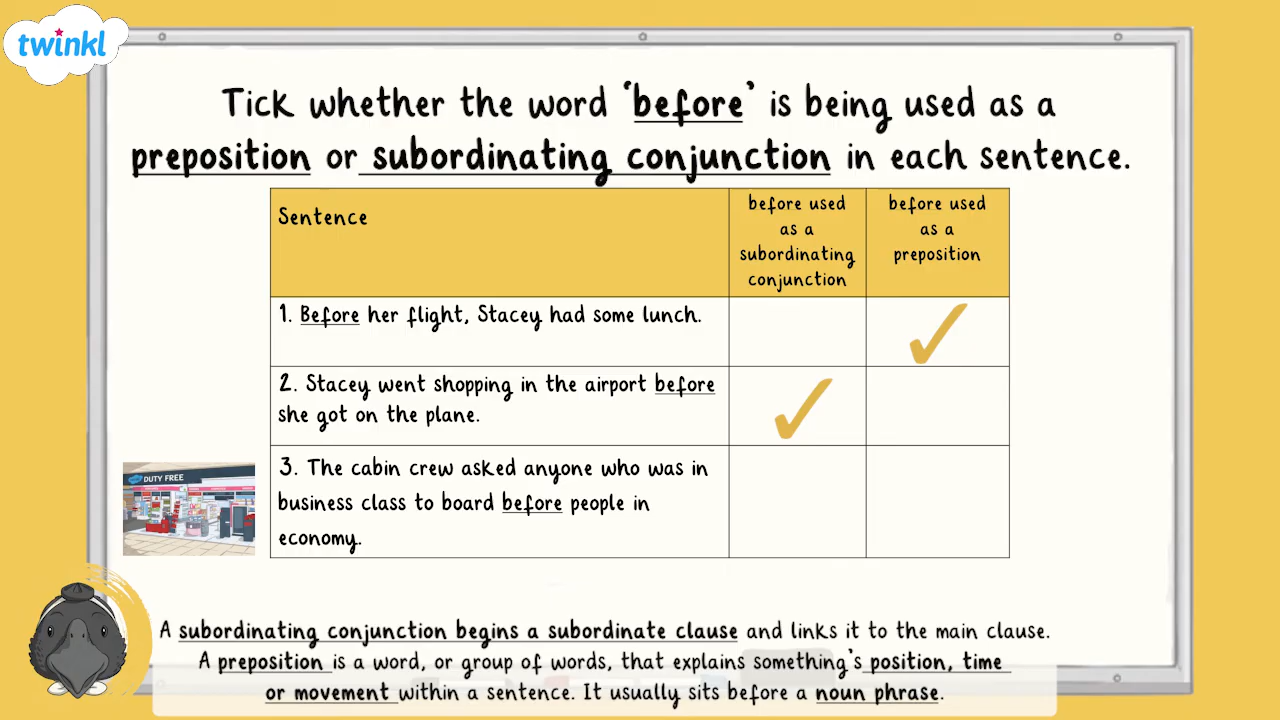 twinkl
Tick whether the word ‘before’ is being used as a
preposition or subordinating conjunction in each sentence.
Sentence
before used
as a
subordinating
conjunction
before used
as a
preposition
1. Before her flight, Stacey had some lunch.
2. Stacey went shopping in the airport before
she got on the plane.
3. The cabin crew asked anyone who was in
business class to board before people in
economy.
DUTY FREE
A subordinating conjunction begins a subordinate clause and links it to the main clause.
A preposition is a word, or group of words, that explains something’s position, time
or movement within a sentence. It usually sits before a noun phrase.